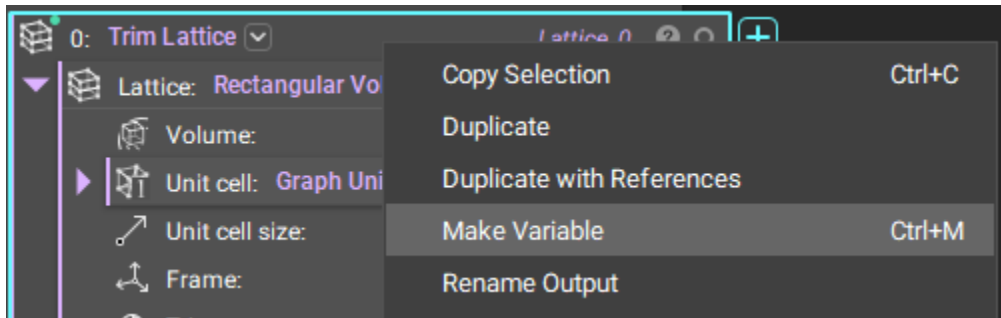 0: Trim Lattice Lattice 0
Lattice: Rectangular Vo
Copy Selection Ctrl+C
Volume:
Duplicate
Unit cell: Graph Uni
Duplicate with References
Unit cell size:
Make Variable Ctrl+M
Frame:
Rename Output